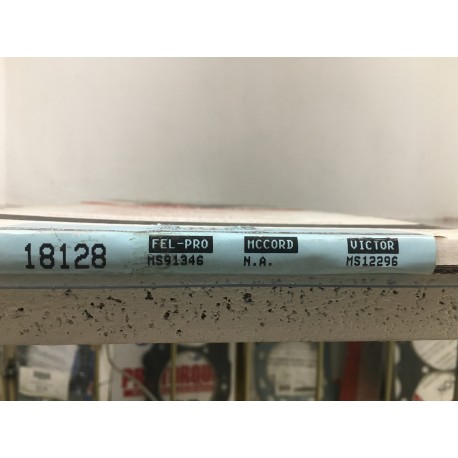 18128
FEL-PRO MCCORD VICTOR
MS91346 N.A. MS12296